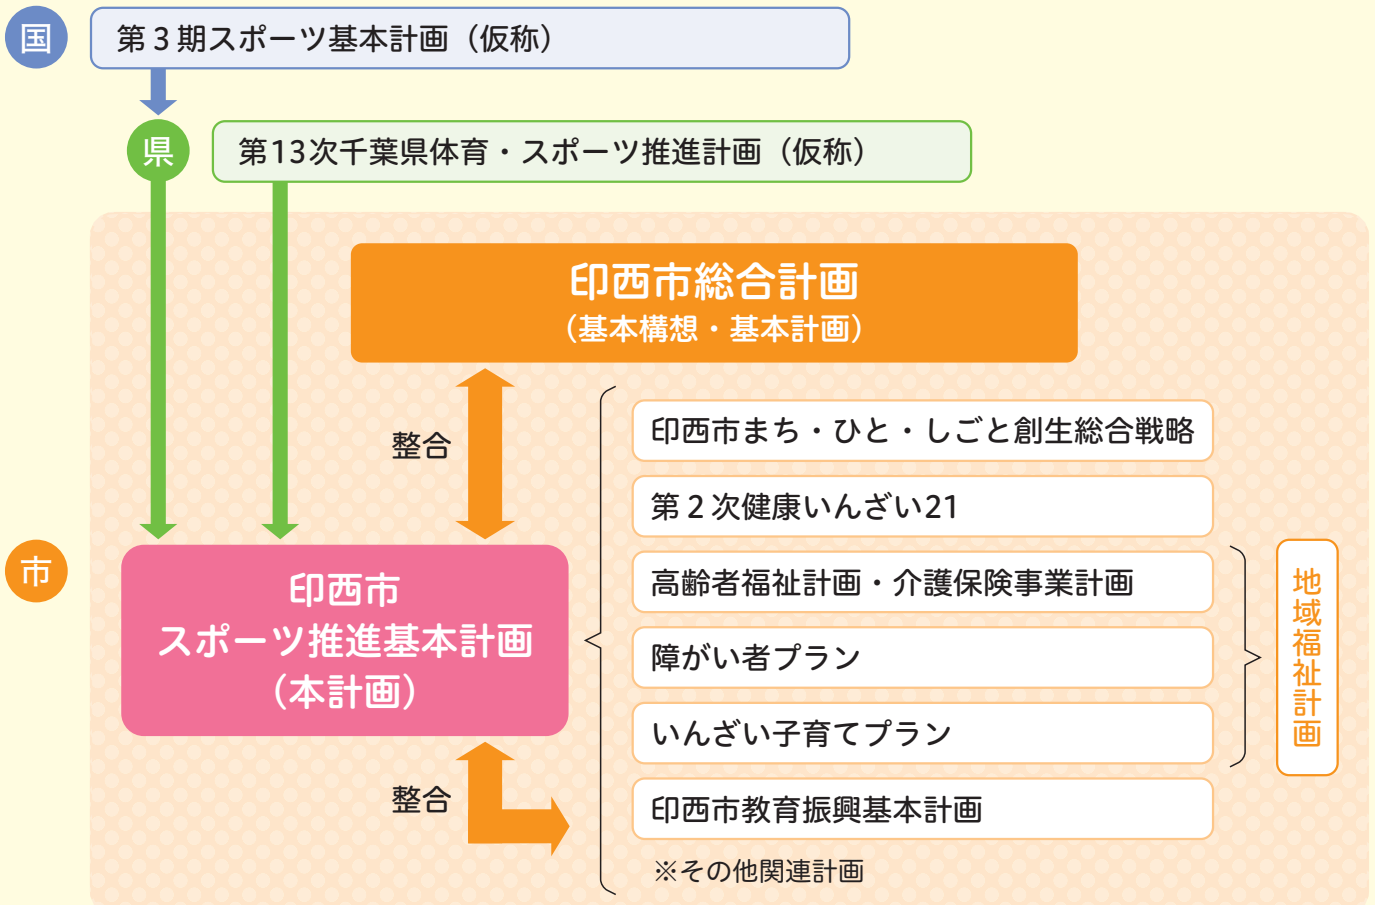 国
第3期スポーツ基本計画（仮称）
県
第13次千葉県体育・スポーツ推進計画（仮称）
印西市総合計画
（基本構想・基本計画）
整合
印西市まち・ひと・しごと創生総合戦略
第2次健康いんざい21
市
印西市
スポーツ推進基本計画
（本計画）
高齢者福祉計画・介護保険事業計画
障がい者プラン
いんざい子育てプラン
地域福祉計画
整合
印西市教育振興基本計画
※その他関連計画